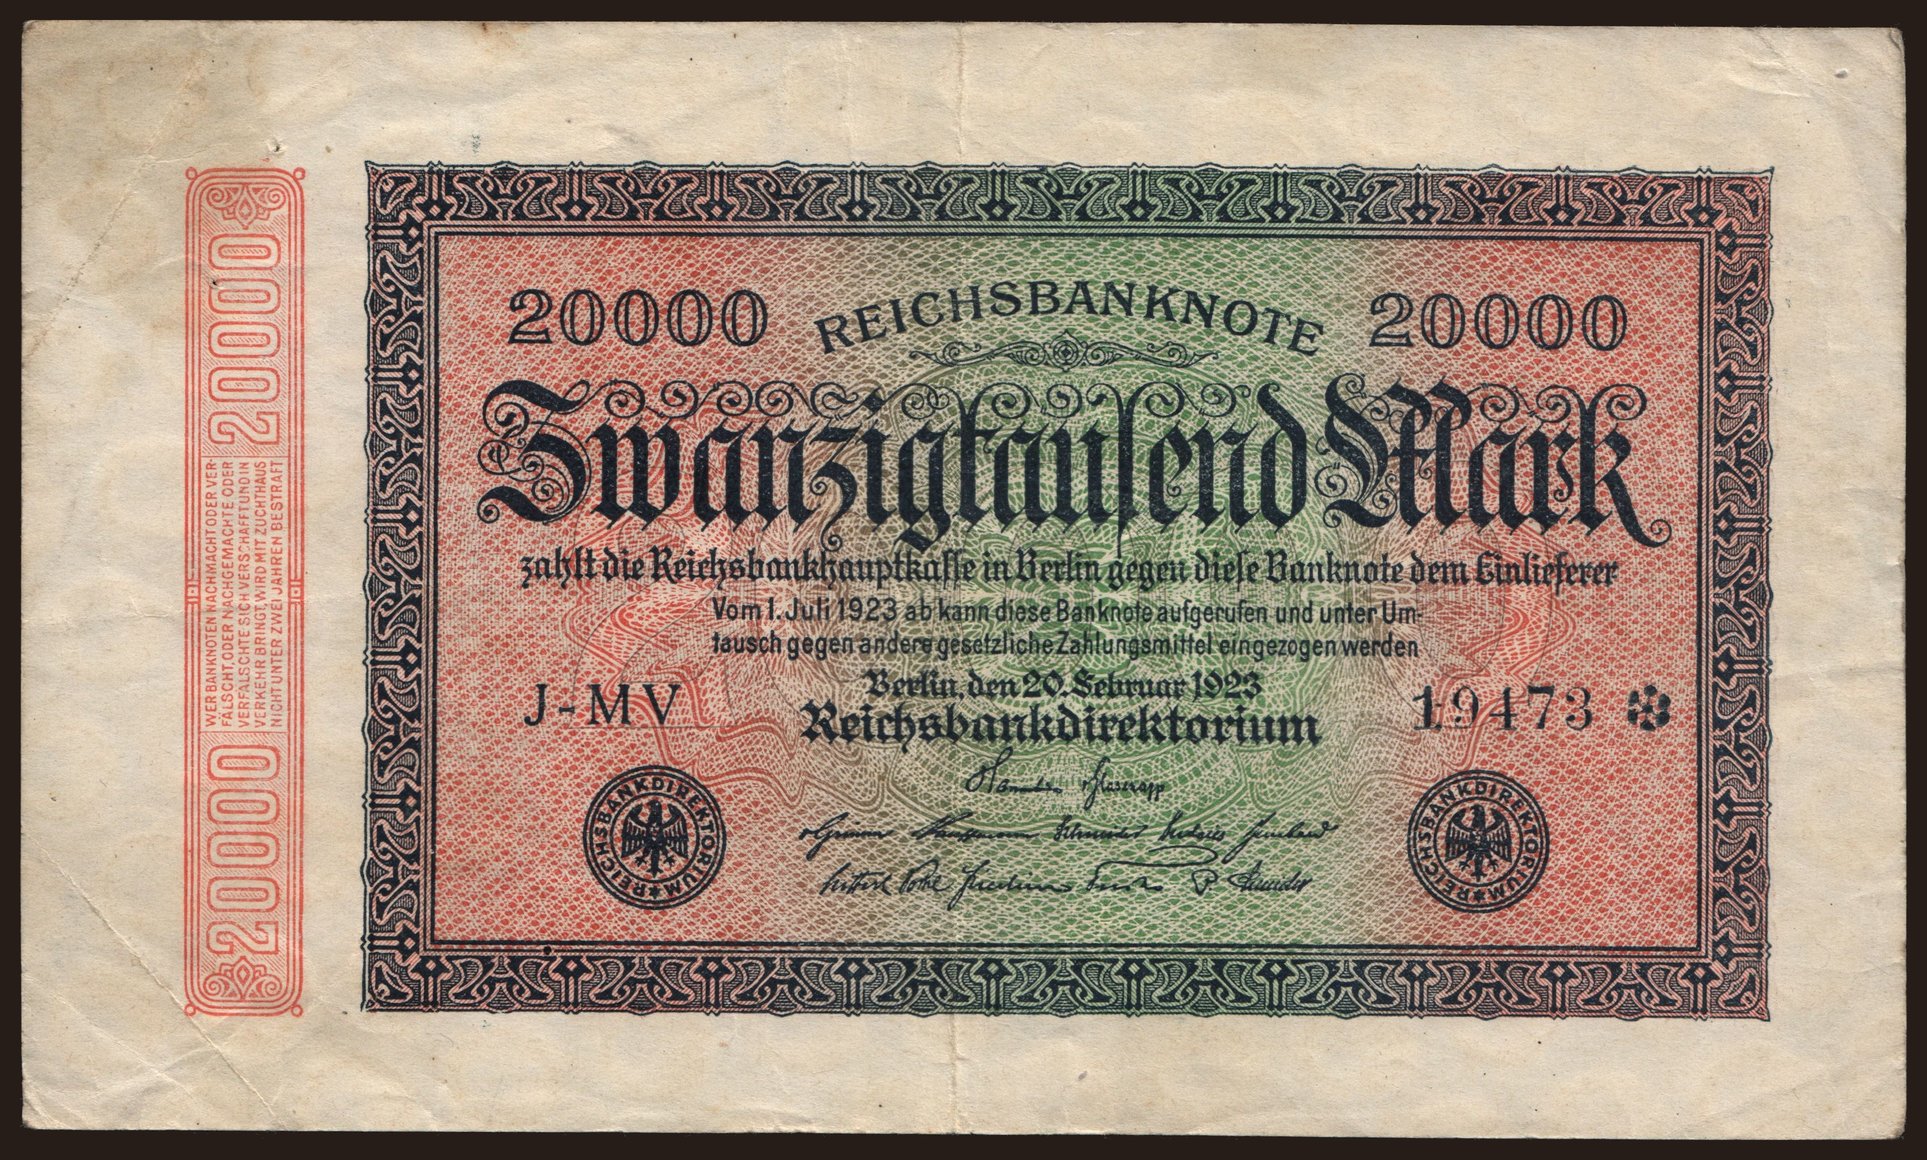 20000
REICHSBANKNOTE
20000
Zwanzigtausend Mark
zahlt die Reichsbankhauptkasse in Berlin gegen diese Banknote dem Einlieferer
Vom 1. Juli 1923 ab kann diese Banknote aufgerufen und unter Um-
tausch gegen andere gesetzliche Zahlungsmittel eingezogen werden
Berlin, den 20. Februar 1923
J-MV
19473
Reichsbankdirektorium
REICHSBANKDIREKTORIUM
REICHSBANKDIREKTORIUM
20000
WER BANKNOTEN NACHMACHT ODER VER-
FÄLSCHT, ODER NACHGEMACHTE ODER
VERFÄLSCHTE SICH VERSCHAFFT UND IN
VERKEHR BRINGT, WIRD MIT ZUCHTHAUS
NICHT UNTER ZWEI JAHREN BESTRAFT
20000